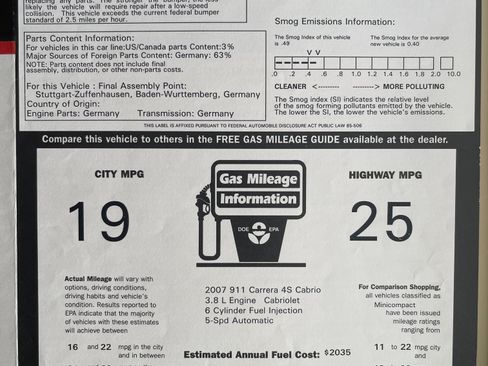 replacing any parts. The stronger the bumper, the less
likely the vehicle will require repair after a low-speed
collision. This vehicle exceeds the current federal bumper
standard of 2.5 miles per hour.
Parts Content Information:
For vehicles in this car line:US/Canada parts Content:3%
Major Sources of Foreign Parts Content: Germany: 63%
NOTE: Parts content does not include final
assembly, distribution, or other non-parts costs.
For this Vehicle : Final Assembly Point:
Stuttgart-Zuffenhausen, Baden-Wurttemberg, Germany
Country of Origin:
Engine Parts: Germany Transmission: Germany
Smog Emissions Information:
The Smog Index of this vehicle
is .49
The Smog Index for the average
new vehicle is 0.40
V V
.0 .2 .4 .6 .8 1.0 1.2 1.4 1.6 1.8 2.0 10.0
CLEANER <---------- ----------> MORE POLLUTING
The Smog index (SI) indicates the relative level
of the smog forming pollutants emitted by the vehicle.
The lower the SI, the lower the vehicle's emissions.
THIS LABEL IS AFFIXED PURSUANT TO FEDERAL AUTOMOBILE DISCLOSURE ACT PUBLIC LAW 85-506
Compare this vehicle to others in the FREE GAS MILEAGE GUIDE available at the dealer.
CITY MPG
19
Gas Mileage
Information
DOE EPA
HIGHWAY MPG
25
Actual Mileage will vary with
options, driving conditions,
driving habits and vehicle's
condition. Results reported to
EPA indicate that the majority
of vehicles with these estimates
will achieve between
16 and 22 mpg in the city
and in between
2007 911 Carrera 4S Cabrio
3.8 L Engine Cabriolet
6 Cylinder Fuel Injection
5-Spd Automatic
Estimated Annual Fuel Cost: $2035
For Comparison Shopping,
all vehicles classified as
Minicompact
have been issued
mileage ratings
ranging from
11 to 22 mpg city
and